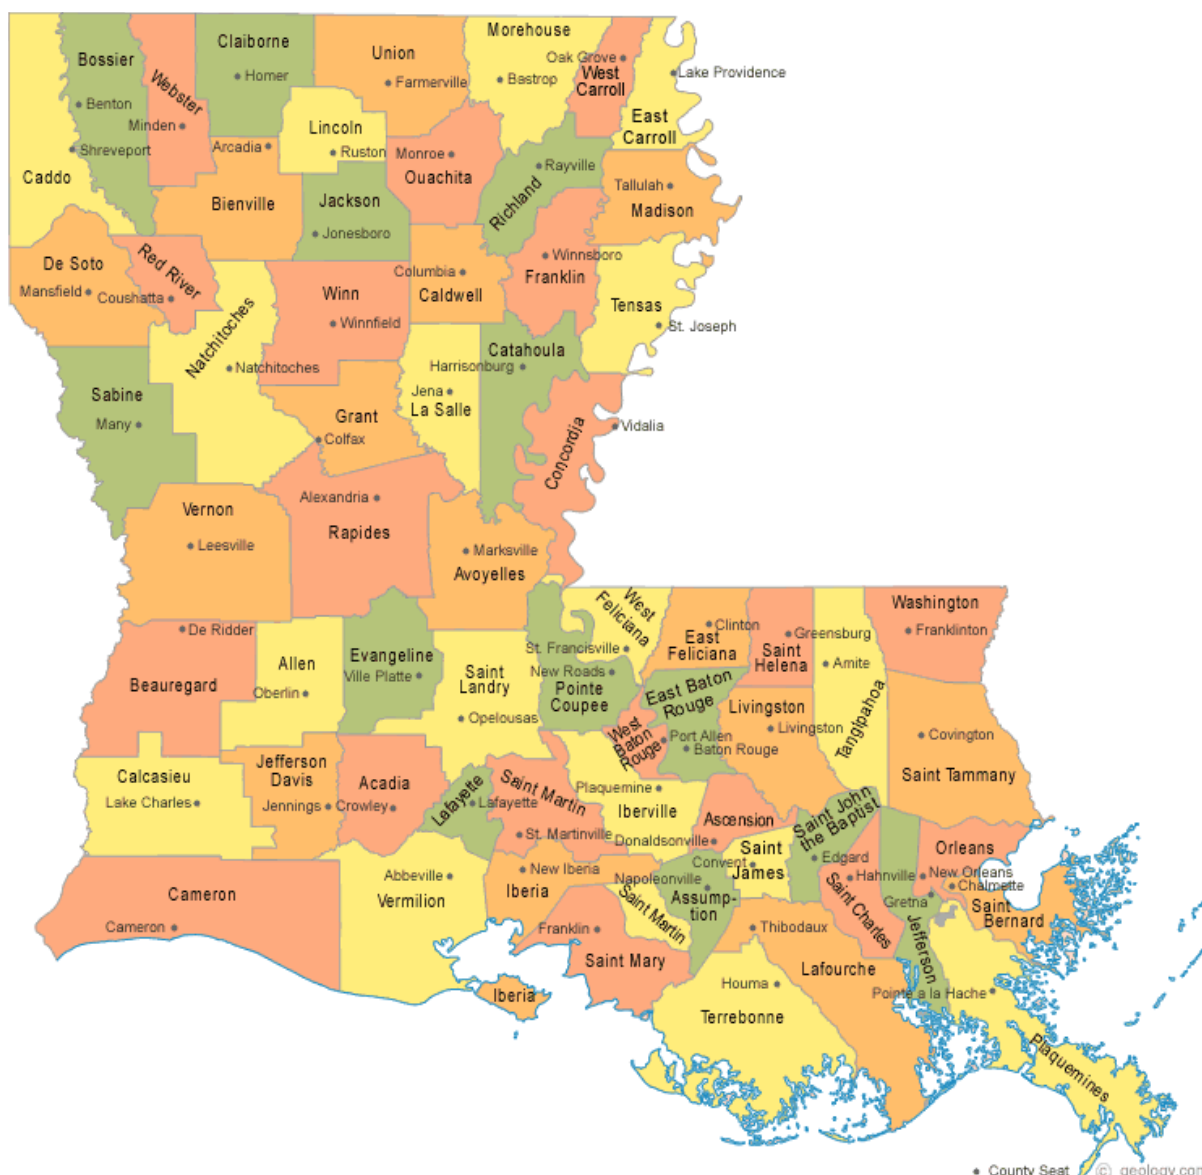 Morehouse
Claiborne
Union
Bossier
Oak Grove
West
Carroll
Lake Providence
Webster
Homer
Farmerville
Bastrop
Benton
East
Carroll
Minden
Lincoln
Shreveport
Arcadia
Ruston
Monroe
Rayville
Caddo
Ouachita
Richland
Tallulah
Bienville
Jackson
Madison
Jonesboro
De Soto
Red River
Winnsboro
Columbia
Franklin
Mansfield
Coushatta
Winn
Caldwell
Tensas
Winnfield
St. Joseph
Natchitoches
Catahoula
Natchitoches
Harrisonburg
Sabine
Jena
La Salle
Many
Grant
Colfax
Vidalia
Concordia
Alexandria
Vernon
Rapides
Leesville
Marksville
Avoyelles
West
Feliciana
Washington
De Ridder
Clinton
Greensburg
Franklinton
East
Feliciana
Saint
Helena
Allen
Evangeline
St. Francisville
Amite
Beauregard
Ville Platte
Saint
Landry
New Roads
Oberlin
Pointe
Coupee
East Baton
Rouge
Livingston
Tangipahoa
Opelousas
Livingston
West
Baton
Rouge
Port Allen
Baton Rouge
Covington
Jefferson
Davis
Calcasieu
Acadia
Saint Martin
Saint Tammany
Lake Charles
Jennings
Crowley
Lafayette
Lafayette
Plaquemine
Iberville
Saint John
the Baptist
St. Martinville
Ascension
Donaldsonville
Saint
James
Orleans
Convent
Edgard
Abbeville
New Iberia
Napoleonville
Hahnville
New Orleans
Cameron
Vermilion
Iberia
Assump-
tion
Chalmette
Gretna
Saint
Bernard
Saint Martin
Saint Charles
Cameron
Franklin
Thibodaux
Jefferson
Saint Mary
Lafourche
Iberia
Houma
Pointe a la Hache
Terrebonne
Plaquemines
• County Seat © geology.com